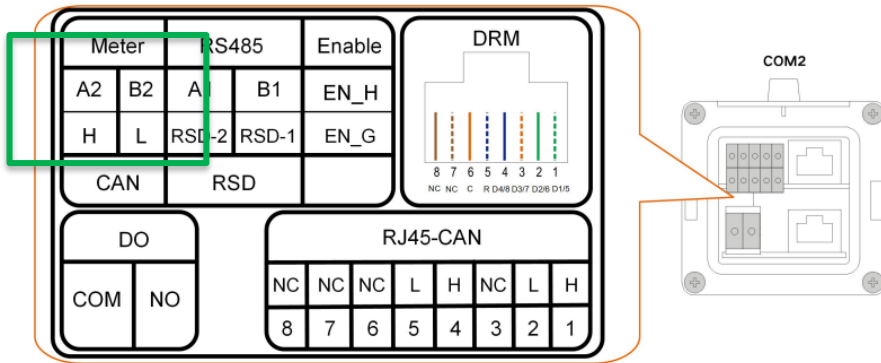 Meter RS485 Enable
A2 B2 A1 B1 EN_H
H L RSD-2 RSD-1 EN_G
CAN RSD
DRM
8 7 6 5 4 3 2 1
NC NC C R D4/8 D3/7 D2/6 D1/5
DO
COM NO
RJ45-CAN
NC NC NC L H NC L H
8 7 6 5 4 3 2 1
COM2